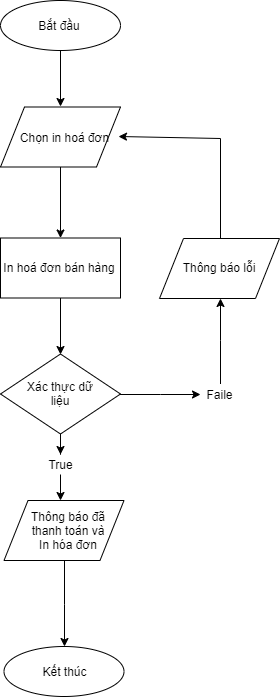 Bắt đầu
Chọn in hoá đơn
In hoá đơn bán hàng
Thông báo lỗi
Xác thực dữ
liệu
Faile
True
Thông báo đã
thanh toán và
In hóa đơn
Kết thúc